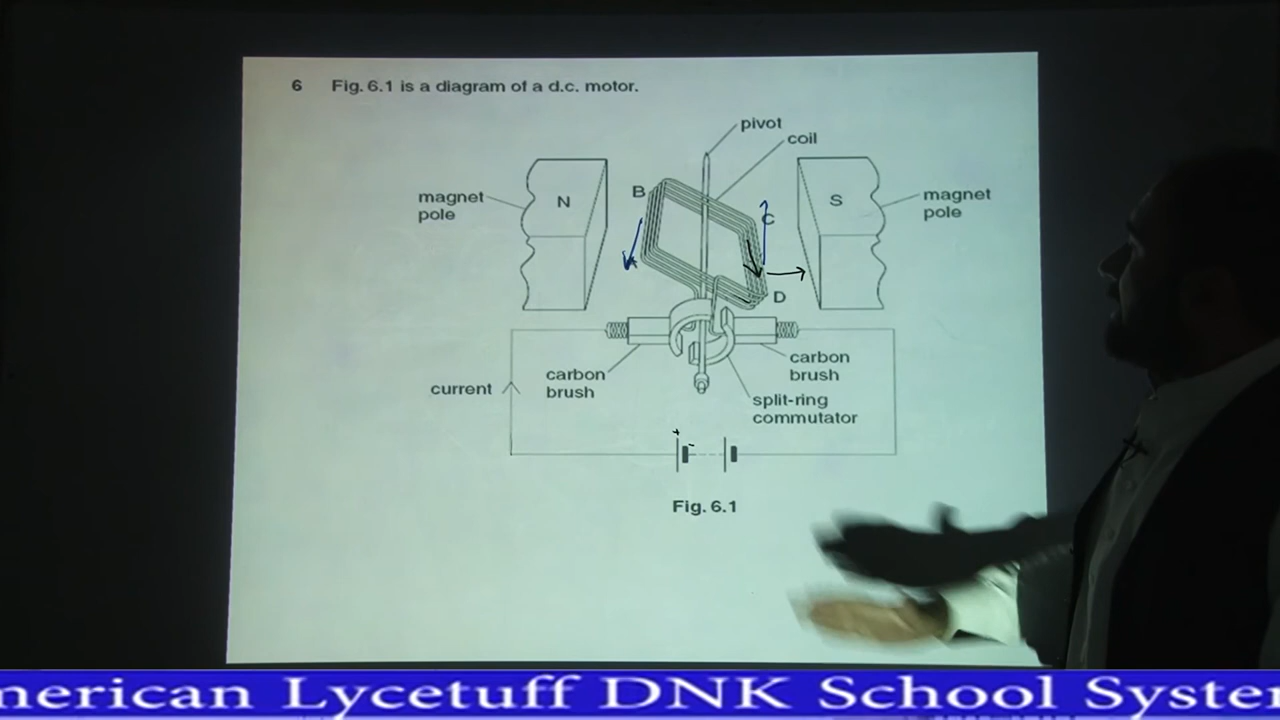 6 Fig. 6.1 is a diagram of a d.c. motor.
pivot
coil
magnet
pole
N
B
C
S
magnet
pole
D
carbon
brush
carbon
brush
current
split-ring
commutator
+
-
Fig. 6.1
merican Lycetuff DNK School System